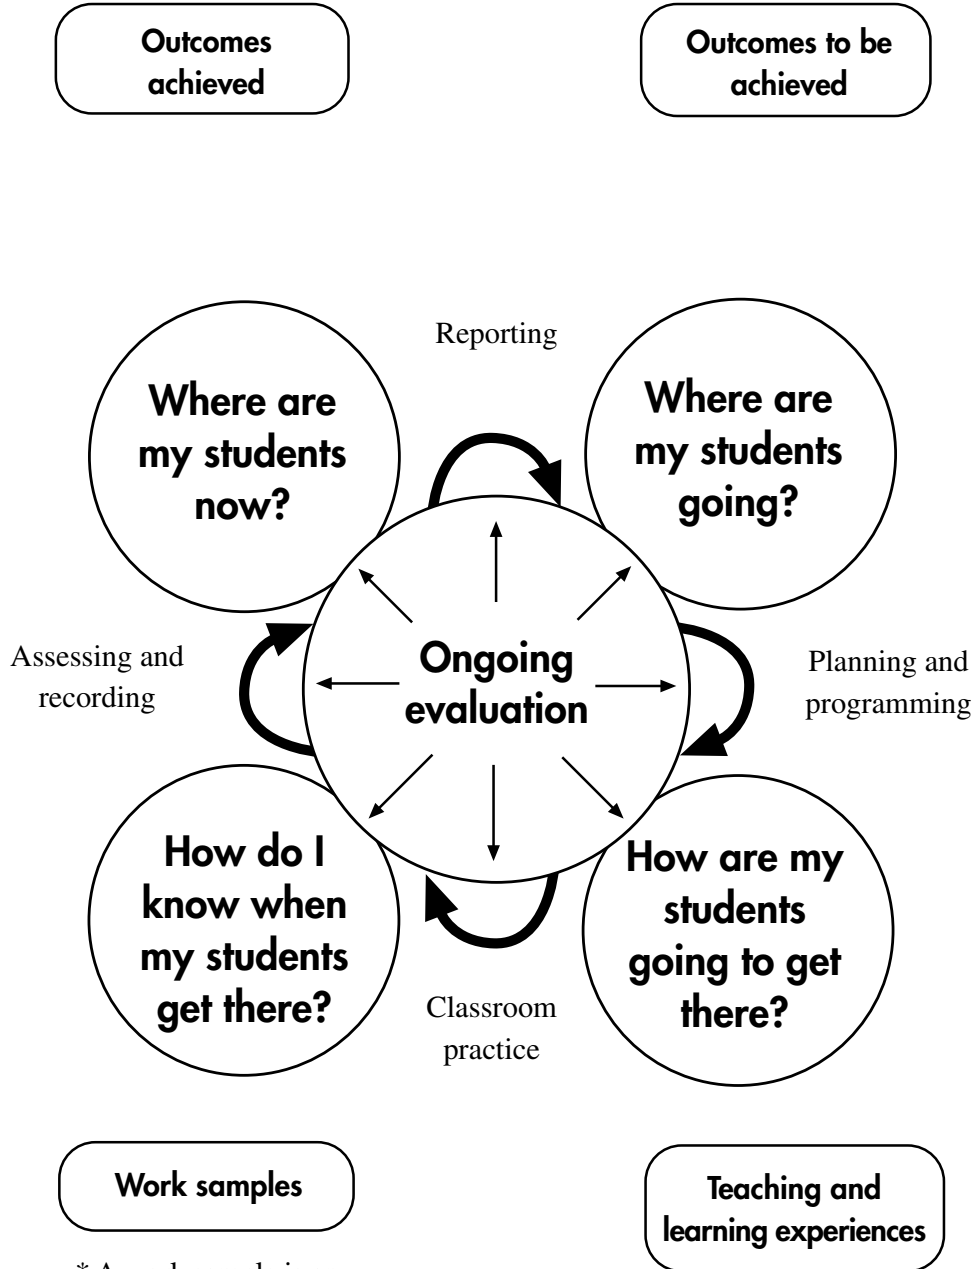 Outcomes
achieved
Outcomes to be
achieved
Reporting
Where are
my students
now?
Where are
my students
going?
Assessing and
recording
Ongoing
evaluation
Planning and
programming
How do I
know when
my students
get there?
How are my
students
going to get
there?
Classroom
practice
Work samples
Teaching and
learning experiences